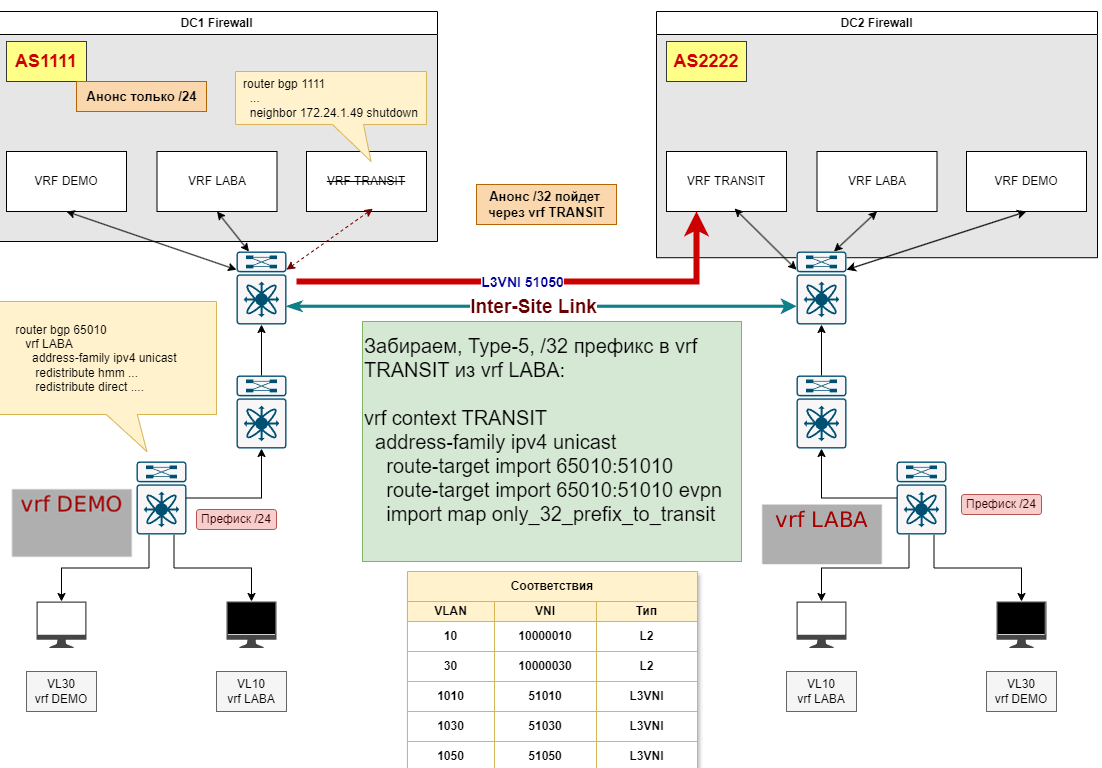 DC1 Firewall
AS1111
Анонс только /24
router bgp 1111
...
neighbor 172.24.1.49 shutdown
VRF DEMO
VRF LABA
VRF TRANSIT
DC2 Firewall
AS2222
VRF TRANSIT
VRF LABA
VRF DEMO
Анонс /32 пойдет
через vrf TRANSIT
L3VNI 51050
Inter-Site Link
router bgp 65010
vrf LABA
address-family ipv4 unicast
redistribute hmm ...
redistribute direct ....
Забираем, Type-5, /32 префикс в vrf
TRANSIT из vrf LABA:
vrf context TRANSIT
address-family ipv4 unicast
route-target import 65010:51010
route-target import 65010:51010 evpn
import map only_32_prefix_to_transit
vrf DEMO
Префиск /24
vrf LABA
Префиск /24
VL30
vrf DEMO
VL10
vrf LABA
VL10
vrf LABA
VL30
vrf DEMO
Соответствия
VLAN VNI Тип
10 10000010 L2
30 10000030 L2
1010 51010 L3VNI
1030 51030 L3VNI
1050 51050 L3VNI